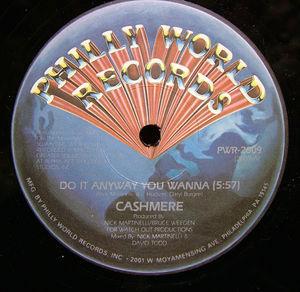 PHILLY WORLD
RECORDS
PWR-2009
DO IT ANYWAY YOU WANNA (5:57)
CASHMERE
Produced By
NICK MARTINELLI/BRUCE WEEDEN
FOR WATCH OUT PRODUCTIONS
Mixed By NICK MARTINELLI &
DAVID TODD
MFG BY PHILLY WORLD RECORDS, INC. • 2001 W MOYAMENSING AVE. • PHILADELPHIA PA 19145